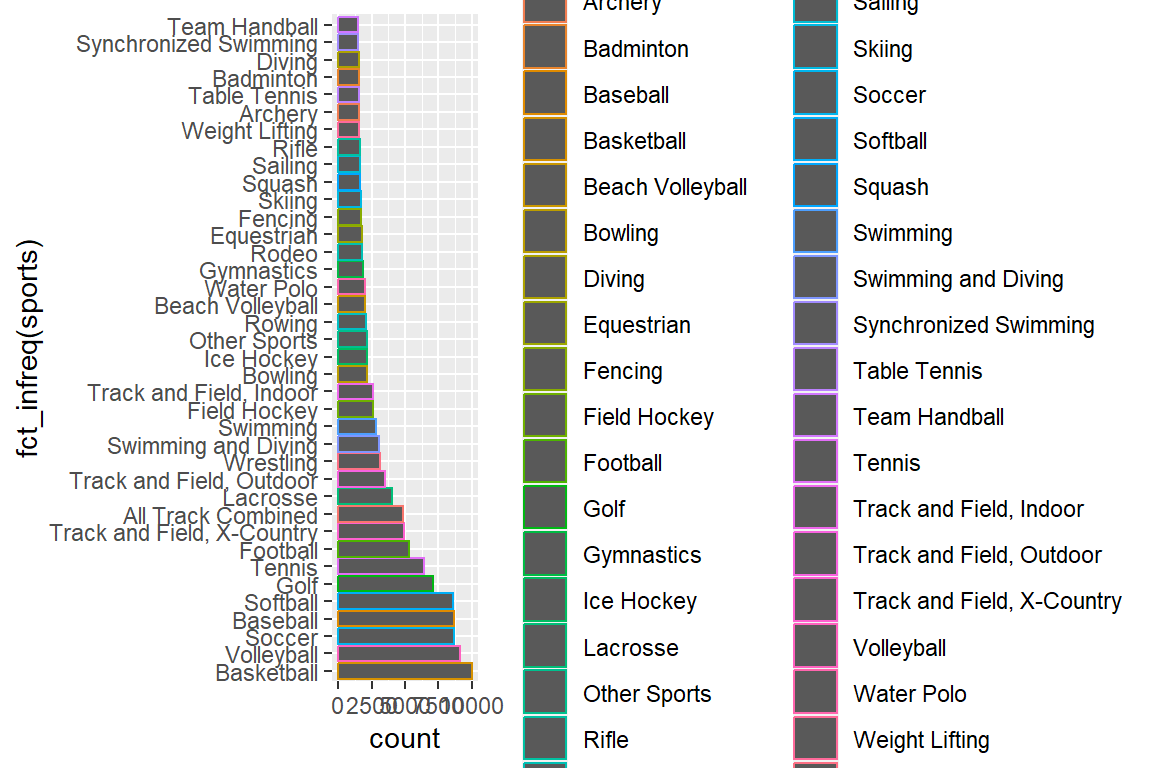 fct_infreq(sports)
Team Handball
Synchronized Swimming
Diving
Badminton
Table Tennis
Archery
Weight Lifting
Rifle
Sailing
Squash
Skiing
Fencing
Equestrian
Rodeo
Gymnastics
Water Polo
Beach Volleyball
Rowing
Other Sports
Ice Hockey
Bowling
Track and Field, Indoor
Field Hockey
Swimming
Swimming and Diving
Wrestling
Track and Field, Outdoor
Lacrosse
All Track Combined
Track and Field, X-Country
Football
Tennis
Golf
Softball
Baseball
Soccer
Volleyball
Basketball
0 2500 5000 7500 10000
count
Archery
Badminton
Baseball
Basketball
Beach Volleyball
Bowling
Diving
Equestrian
Fencing
Field Hockey
Football
Golf
Gymnastics
Ice Hockey
Lacrosse
Other Sports
Rifle
Sailing
Skiing
Soccer
Softball
Squash
Swimming
Swimming and Diving
Synchronized Swimming
Table Tennis
Team Handball
Tennis
Track and Field, Indoor
Track and Field, Outdoor
Track and Field, X-Country
Volleyball
Water Polo
Weight Lifting